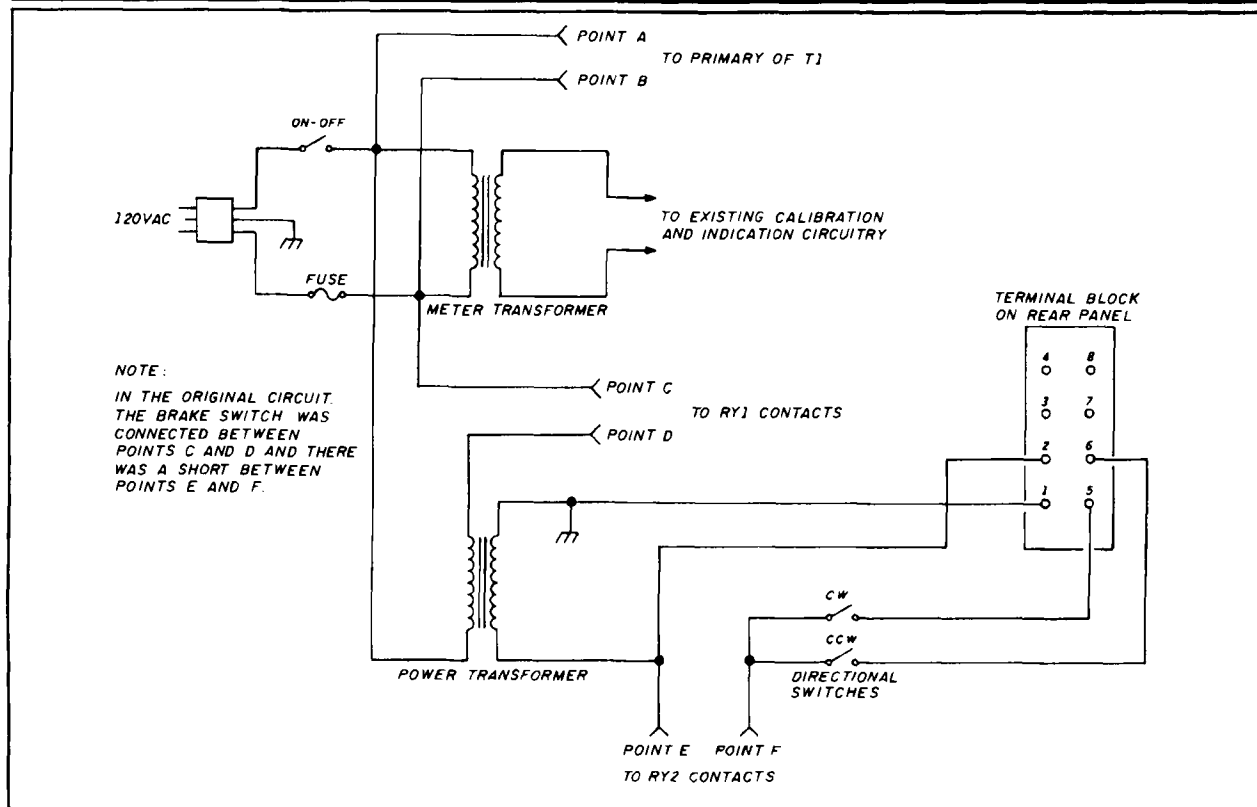 POINT A
TO PRIMARY OF T1
POINT B
ON-OFF
120VAC
TO EXISTING CALIBRATION
AND INDICATION CIRCUITRY
FUSE
METER TRANSFORMER
TERMINAL BLOCK
ON REAR PANEL
4 8
3 7
2 6
1 5
NOTE:
IN THE ORIGINAL CIRCUIT.
THE BRAKE SWITCH WAS
CONNECTED BETWEEN
POINTS C AND D AND THERE
WAS A SHORT BETWEEN
POINTS E AND F.
POINT C
TO RY1 CONTACTS
POINT D
CW
CCW
DIRECTIONAL
SWITCHES
POWER TRANSFORMER
POINT E POINT F
TO RY2 CONTACTS